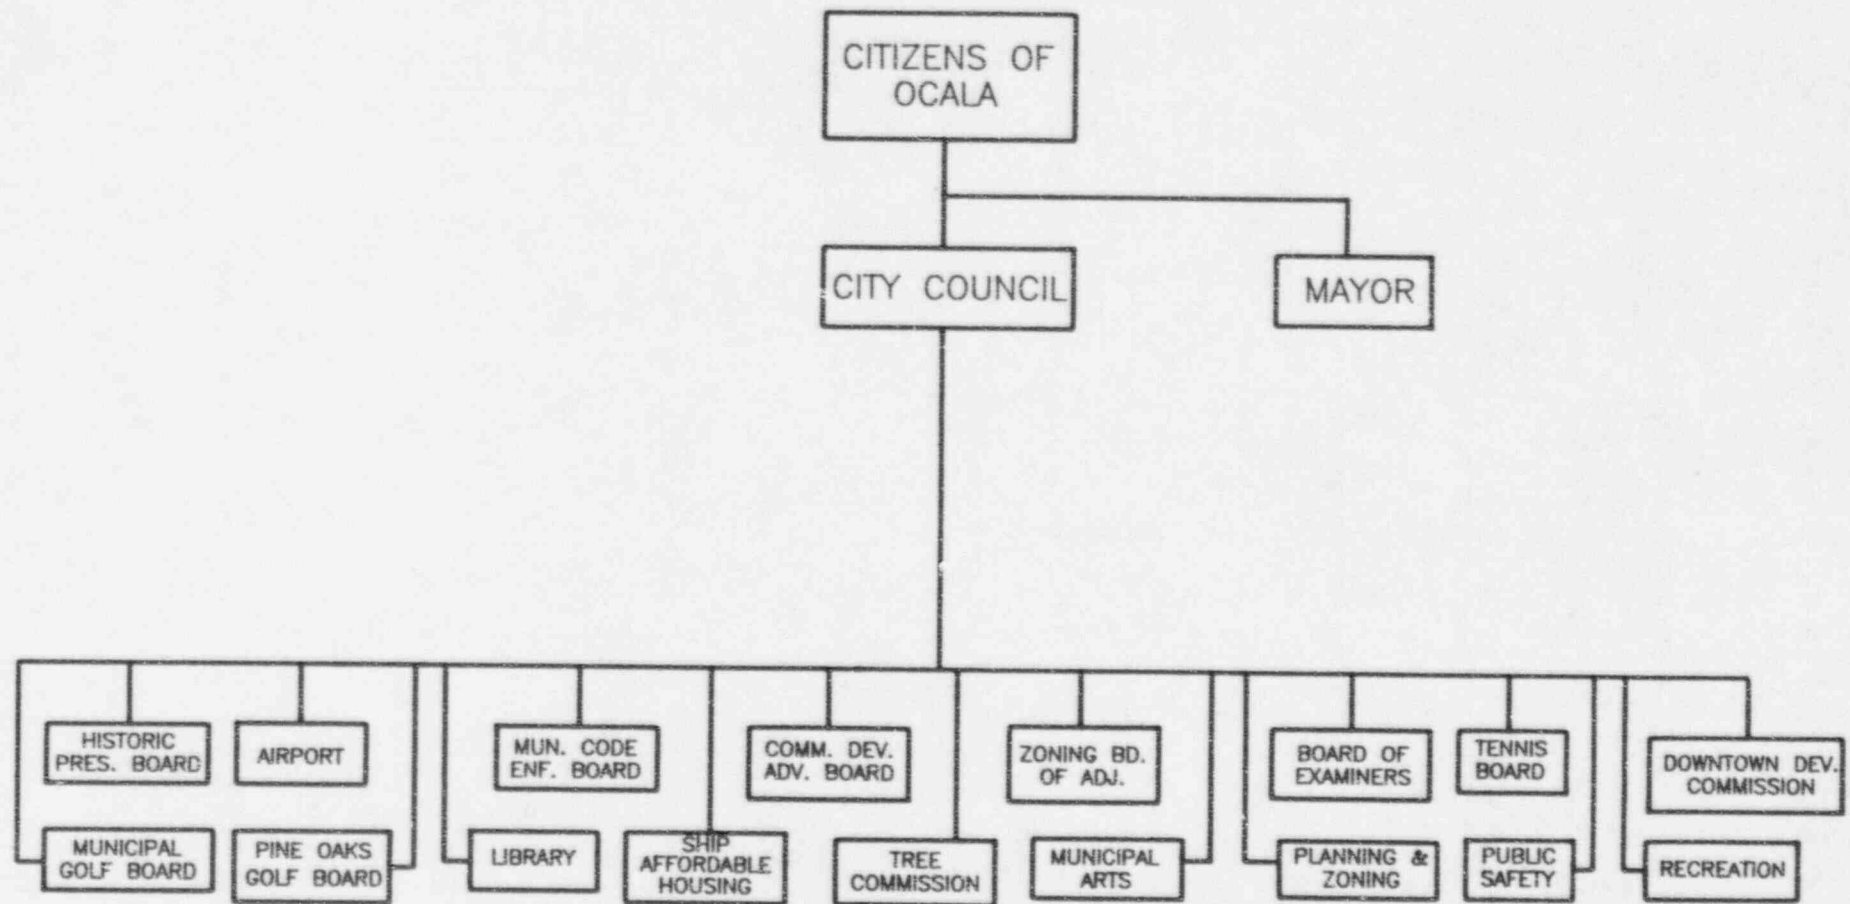 CITIZENS OF
OCALA
CITY COUNCIL
MAYOR
HISTORIC
PRES. BOARD
AIRPORT
MUN. CODE
ENF. BOARD
COMM. DEV.
ADV. BOARD
ZONING BD.
OF ADJ.
BOARD OF
EXAMINERS
TENNIS
BOARD
DOWNTOWN DEV.
COMMISSION
MUNICIPAL
GOLF BOARD
PINE OAKS
GOLF BOARD
LIBRARY
SHIP
AFFORDABLE
HOUSING
TREE
COMMISSION
MUNICIPAL
ARTS
PLANNING &
ZONING
PUBLIC
SAFETY
RECREATION